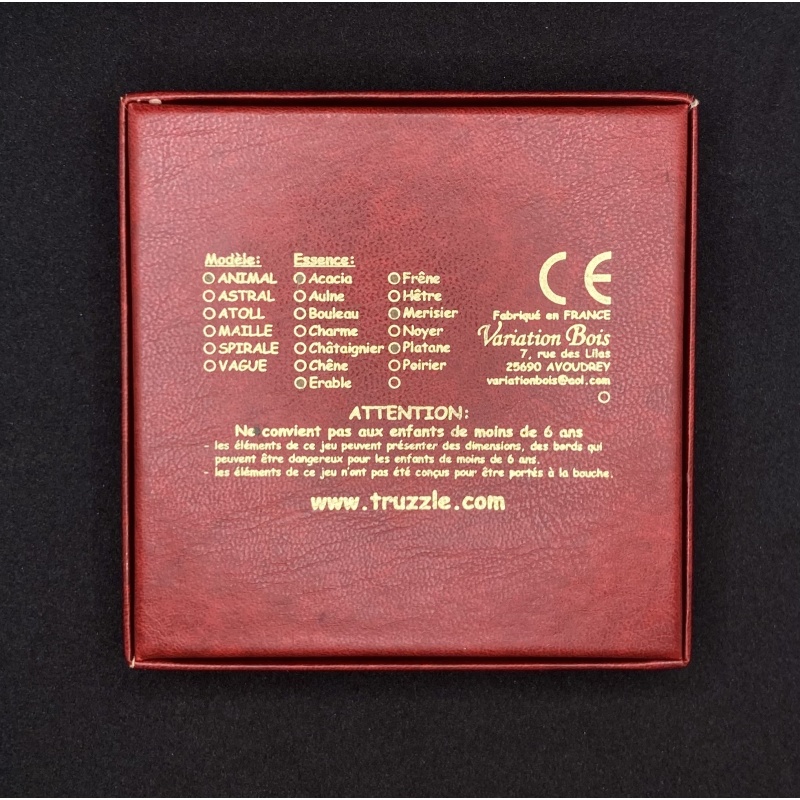 Modèle: Essence:
ANIMAL Acacia Frêne
ASTRAL Aulne Hêtre
ATOLL Bouleau Merisier
MAILLE Charme Noyer
SPIRALE Châtaignier Platane
VAGUE Chêne Poirier
Erable
CE
Fabriqué en FRANCE
Variation Bois
7, rue des Lilas
25690 AVOUDREY
variationbois@aol.com
ATTENTION:
Ne convient pas aux enfants de moins de 6 ans
- les éléments de ce jeu peuvent présenter des dimensions, des bords qui
peuvent être dangereux pour les enfants de moins de 6 ans.
- les éléments de ce jeu n'ont pas été conçus pour être portés à la bouche.
www.truzzle.com